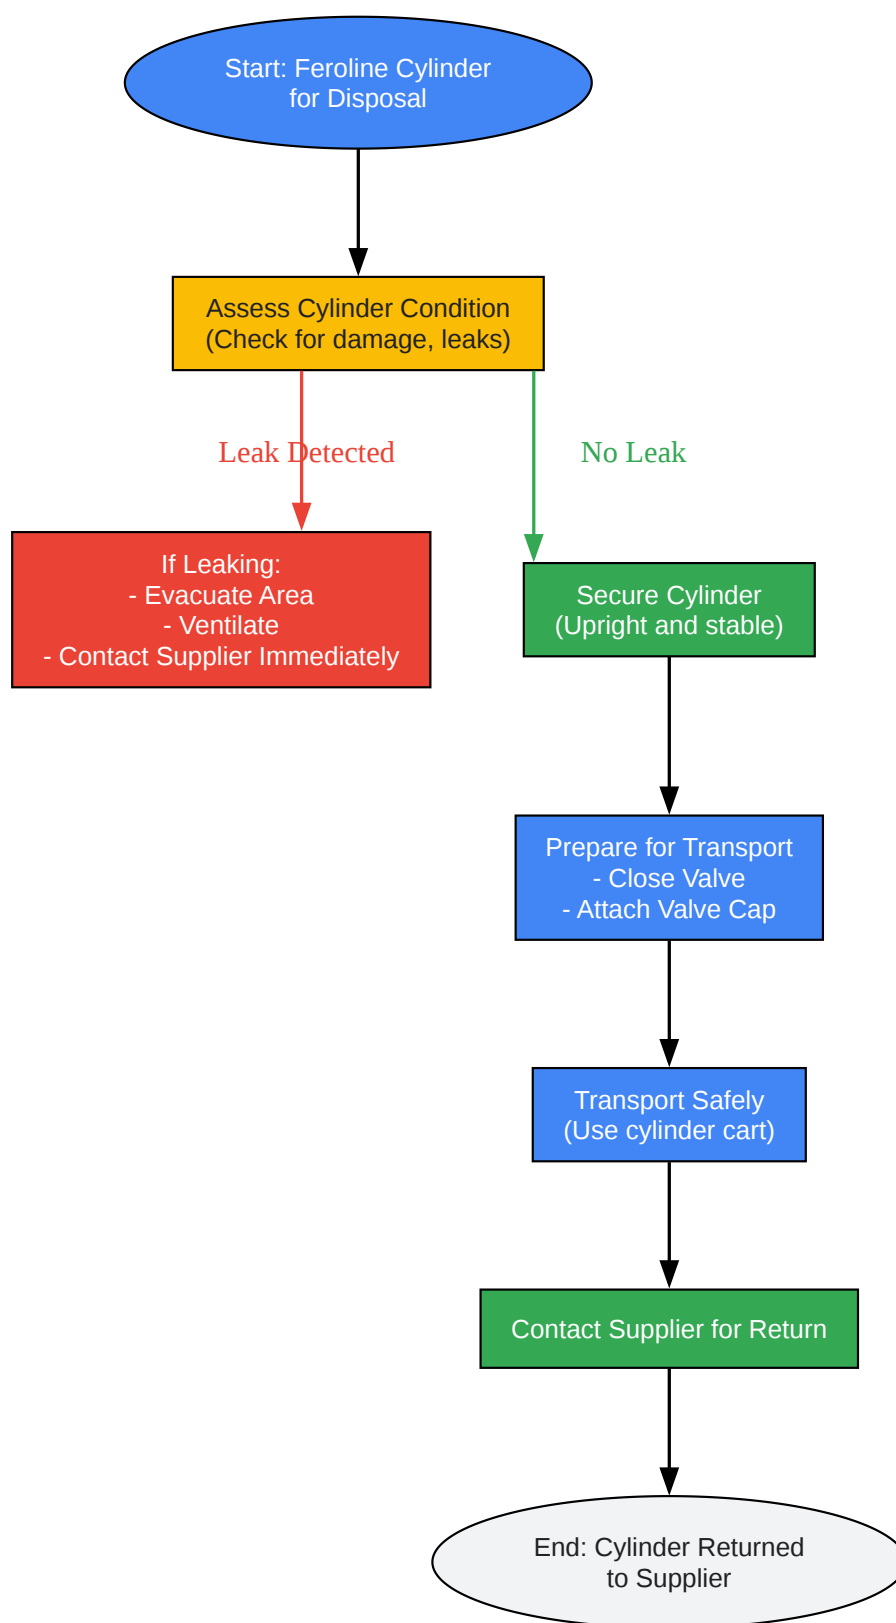 Start: Feroline Cylinder
for Disposal
Assess Cylinder Condition
(Check for damage, leaks)
Leak Detected
No Leak
If Leaking:
- Evacuate Area
- Ventilate
- Contact Supplier Immediately
Secure Cylinder
(Upright and stable)
Prepare for Transport
- Close Valve
- Attach Valve Cap
Transport Safely
(Use cylinder cart)
Contact Supplier for Return
End: Cylinder Returned
to Supplier